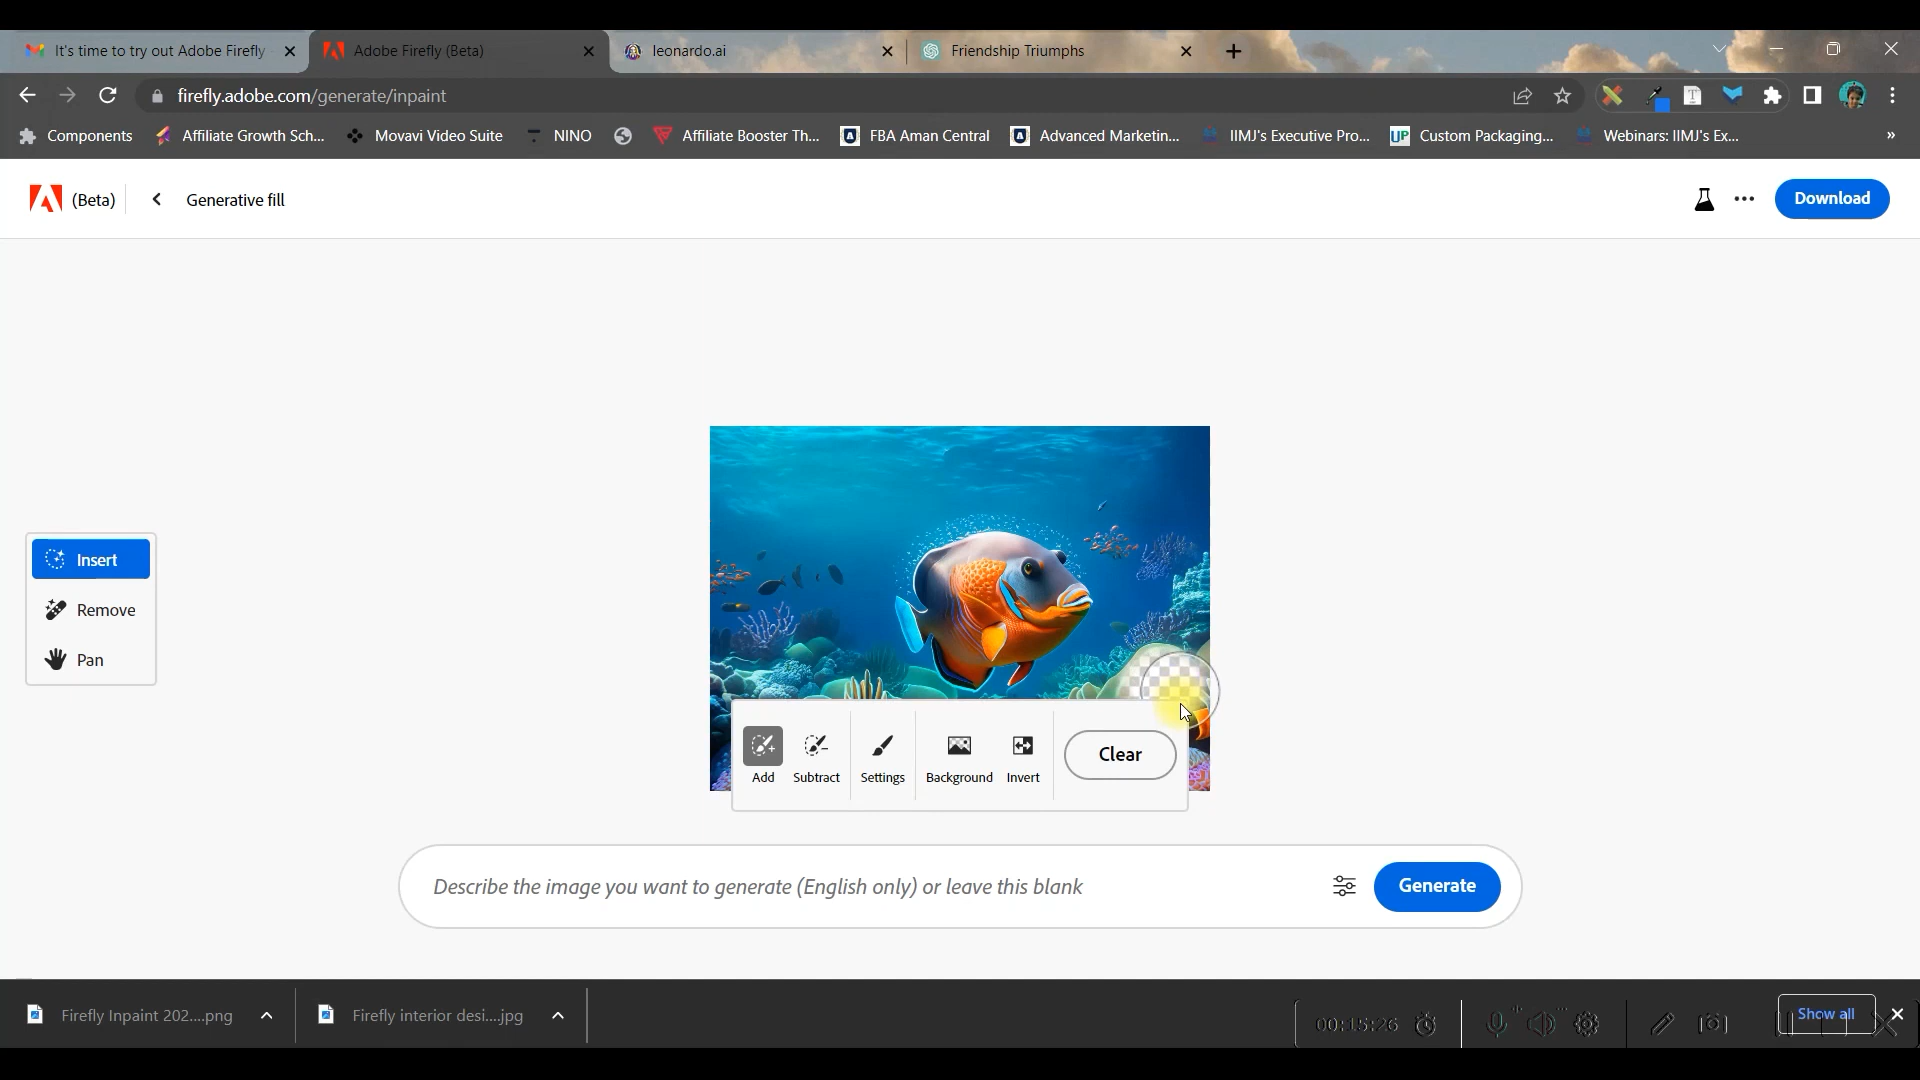 It's time to try out Adobe Firefly
Adobe Firefly (Beta)
leonardo.ai
Friendship Triumphs
firefly.adobe.com/generate/inpaint
Components
Affiliate Growth Sch...
Movavi Video Suite
NINO
Affiliate Booster Th...
FBA Aman Central
Advanced Marketin...
IIMJ's Executive Pro...
UP Custom Packaging...
Webinars: IIMJ's Ex...
»
(Beta)
Generative fill
Download
Insert
Remove
Pan
Add
Subtract
Settings
Background
Invert
Clear
Describe the image you want to generate (English only) or leave this blank
Generate
Firefly Inpaint 202....png
Firefly interior desi....jpg
00:15:26
Show all